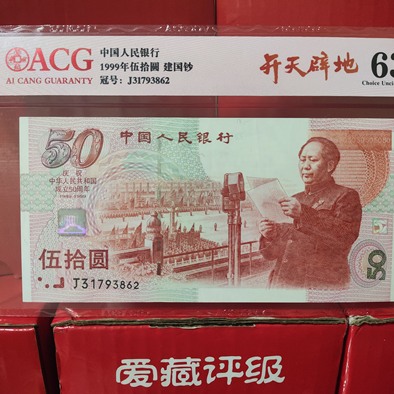 ACG
AI CANG GUARANTY
中国人民银行
1999年伍拾圆 建国钞
冠号: J31793862
开天辟地
63
Choice Unci
50
中国人民银行
庆祝
中华人民共和国
成立50周年
伍拾圆
J31793862
50
爱藏评级